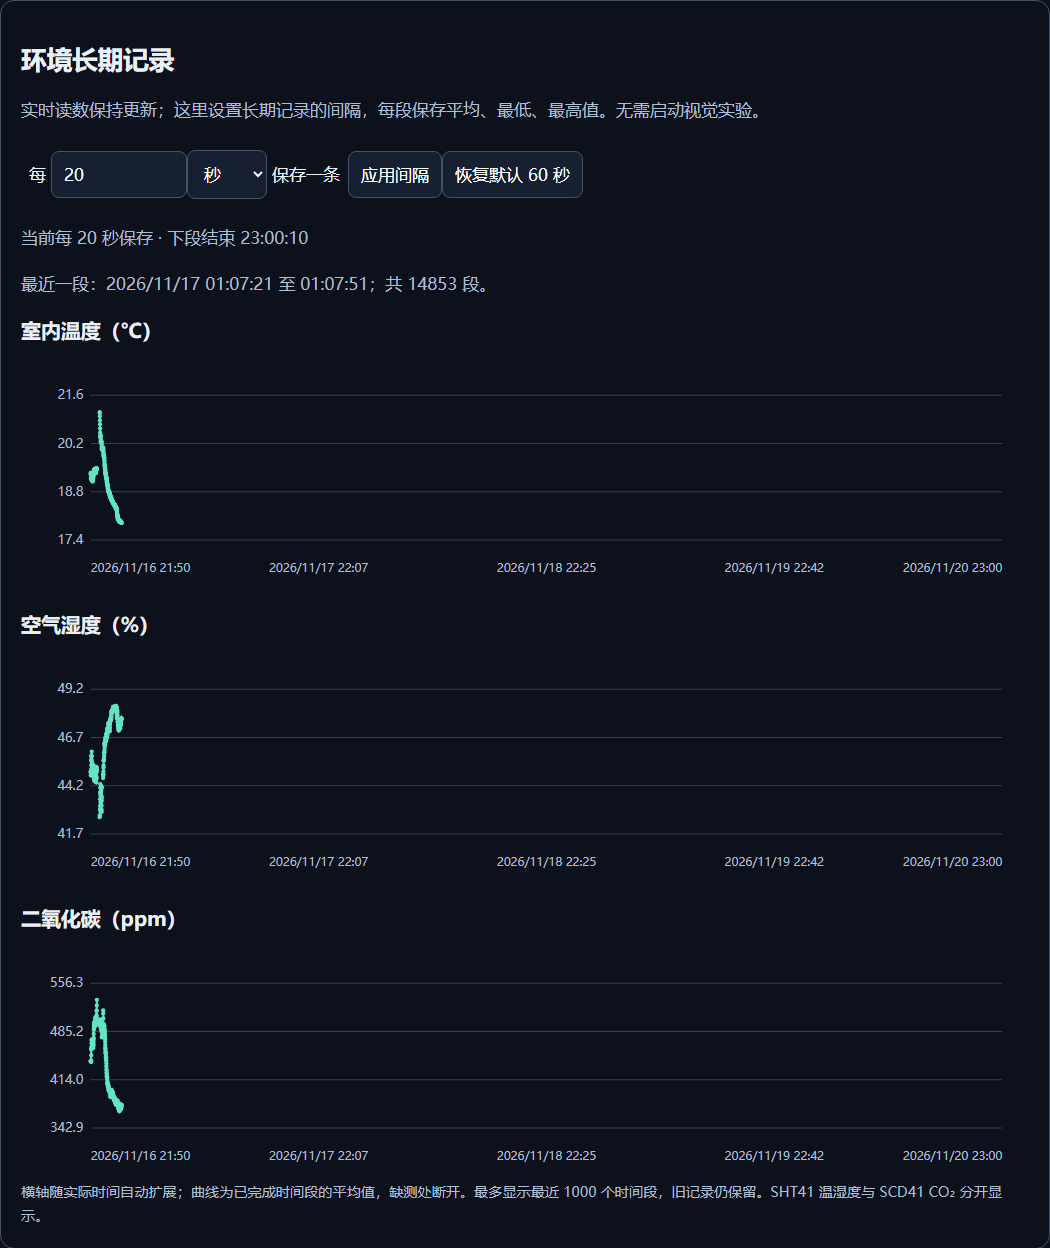 环境长期记录
实时读数保持更新；这里设置长期记录的间隔，每段保存平均、最低、最高值。无需启动视觉实验。
每 20 秒 保存一条 应用间隔 恢复默认 60 秒
当前每 20 秒保存 · 下段结束 23:00:10
最近一段：2026/11/17 01:07:21 至 01:07:51；共 14853 段。
室内温度（°C）
21.6
20.2
18.8
17.4
2026/11/16 21:50 2026/11/17 22:07 2026/11/18 22:25 2026/11/19 22:42 2026/11/20 23:00
空气湿度（%）
49.2
46.7
44.2
41.7
2026/11/16 21:50 2026/11/17 22:07 2026/11/18 22:25 2026/11/19 22:42 2026/11/20 23:00
二氧化碳（ppm）
556.3
485.2
414.0
342.9
2026/11/16 21:50 2026/11/17 22:07 2026/11/18 22:25 2026/11/19 22:42 2026/11/20 23:00
横轴随实际时间自动扩展；曲线为已完成时间段的平均值，缺测处断开。最多显示最近 1000 个时间段，旧记录仍保留。SHT41 温湿度与 SCD41 CO₂ 分开显
示。